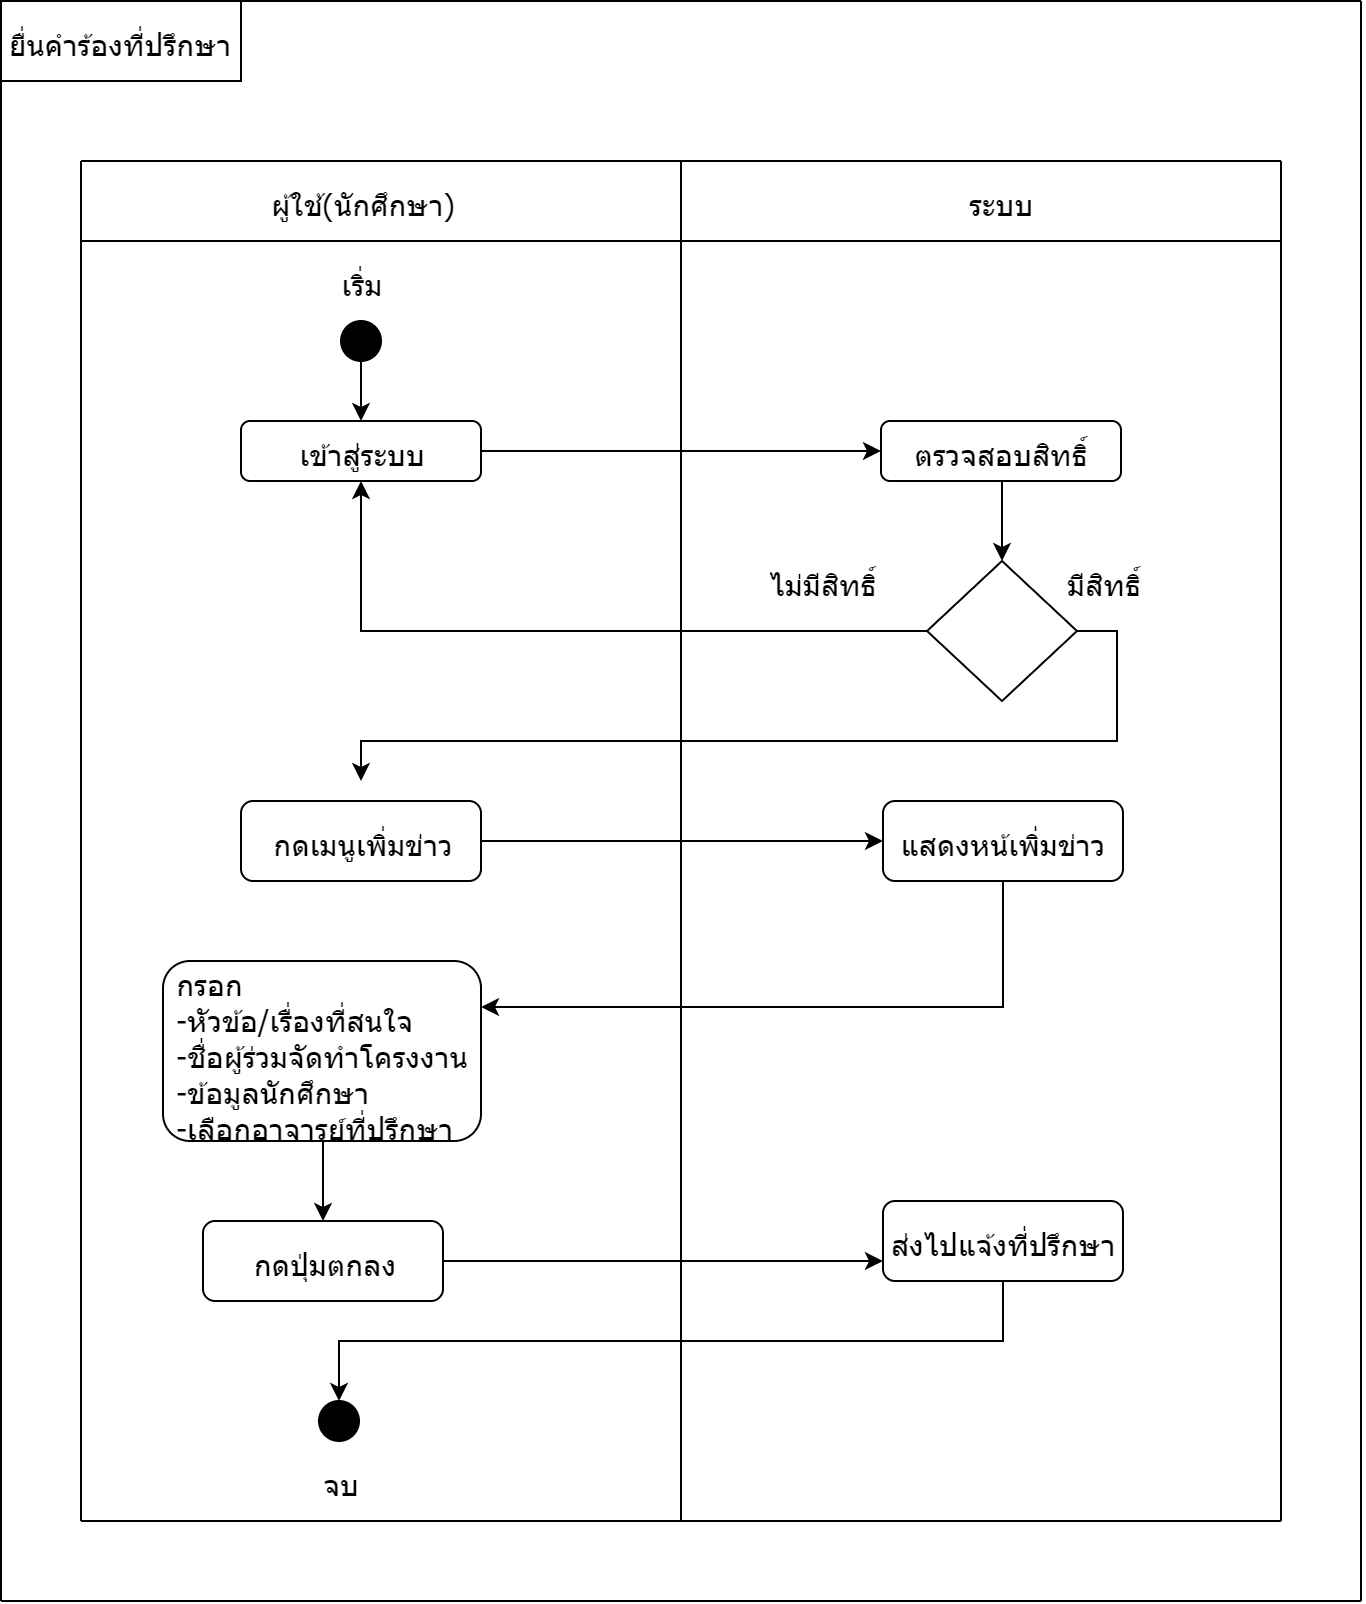 ยื่นคำร้องที่ปรึกษา
ผู้ใช้(นักศึกษา)
ระบบ
เริ่ม
เข้าสู่ระบบ
ตรวจสอบสิทธิ์
ไม่มีสิทธิ์
มีสิทธิ์
กดเมนูเพิ่มข่าว
แสดงหน้เพิ่มข่าว
กรอก
-หัวข้อ/เรื่องที่สนใจ
-ชื่อผู้ร่วมจัดทำโครงงาน
-ข้อมูลนักศึกษา
-เลือกอาจารย์ที่ปรึกษา
กดปุ่มตกลง
ส่งไปแจ้งที่ปรึกษา
จบ